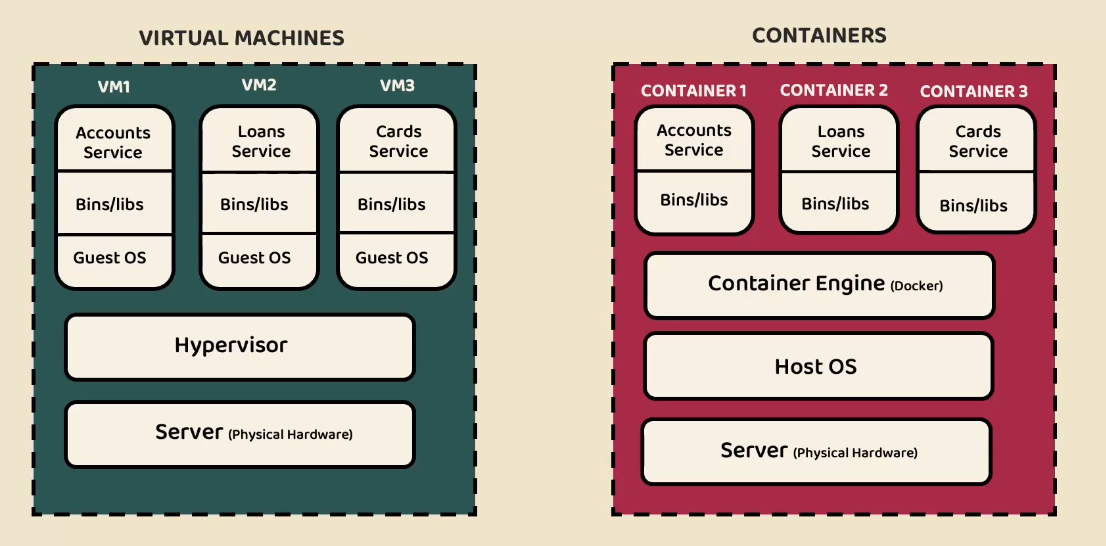 VIRTUAL MACHINES
VM1
VM2
VM3
Accounts
Service
Loans
Service
Cards
Service
Bins/libs
Bins/libs
Bins/libs
Guest OS
Guest OS
Guest OS
Hypervisor
Server (Physical Hardware)
CONTAINERS
CONTAINER 1
CONTAINER 2
CONTAINER 3
Accounts
Service
Loans
Service
Cards
Service
Bins/libs
Bins/libs
Bins/libs
Container Engine (Docker)
Host OS
Server (Physical Hardware)